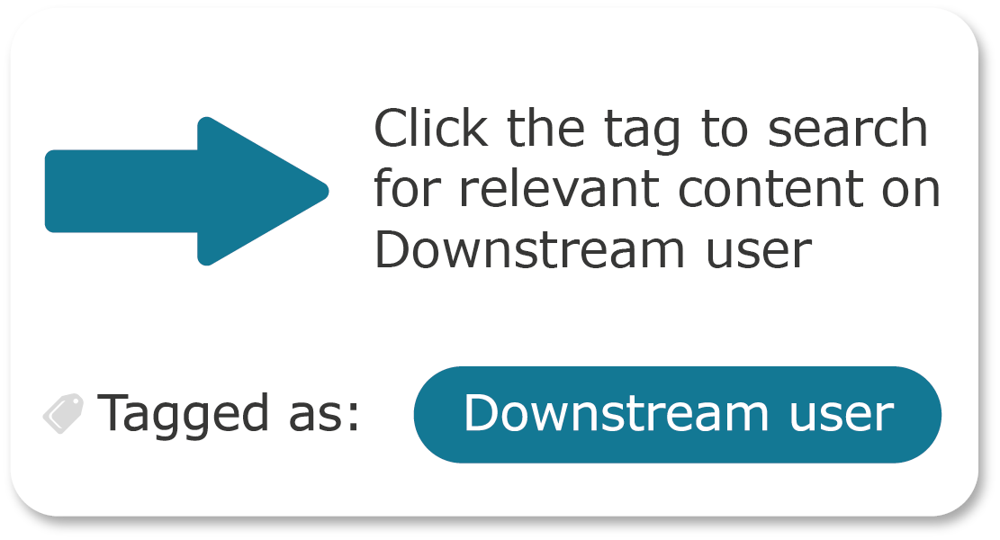 Click the tag to search
for relevant content on
Downstream user
Tagged as: Downstream user